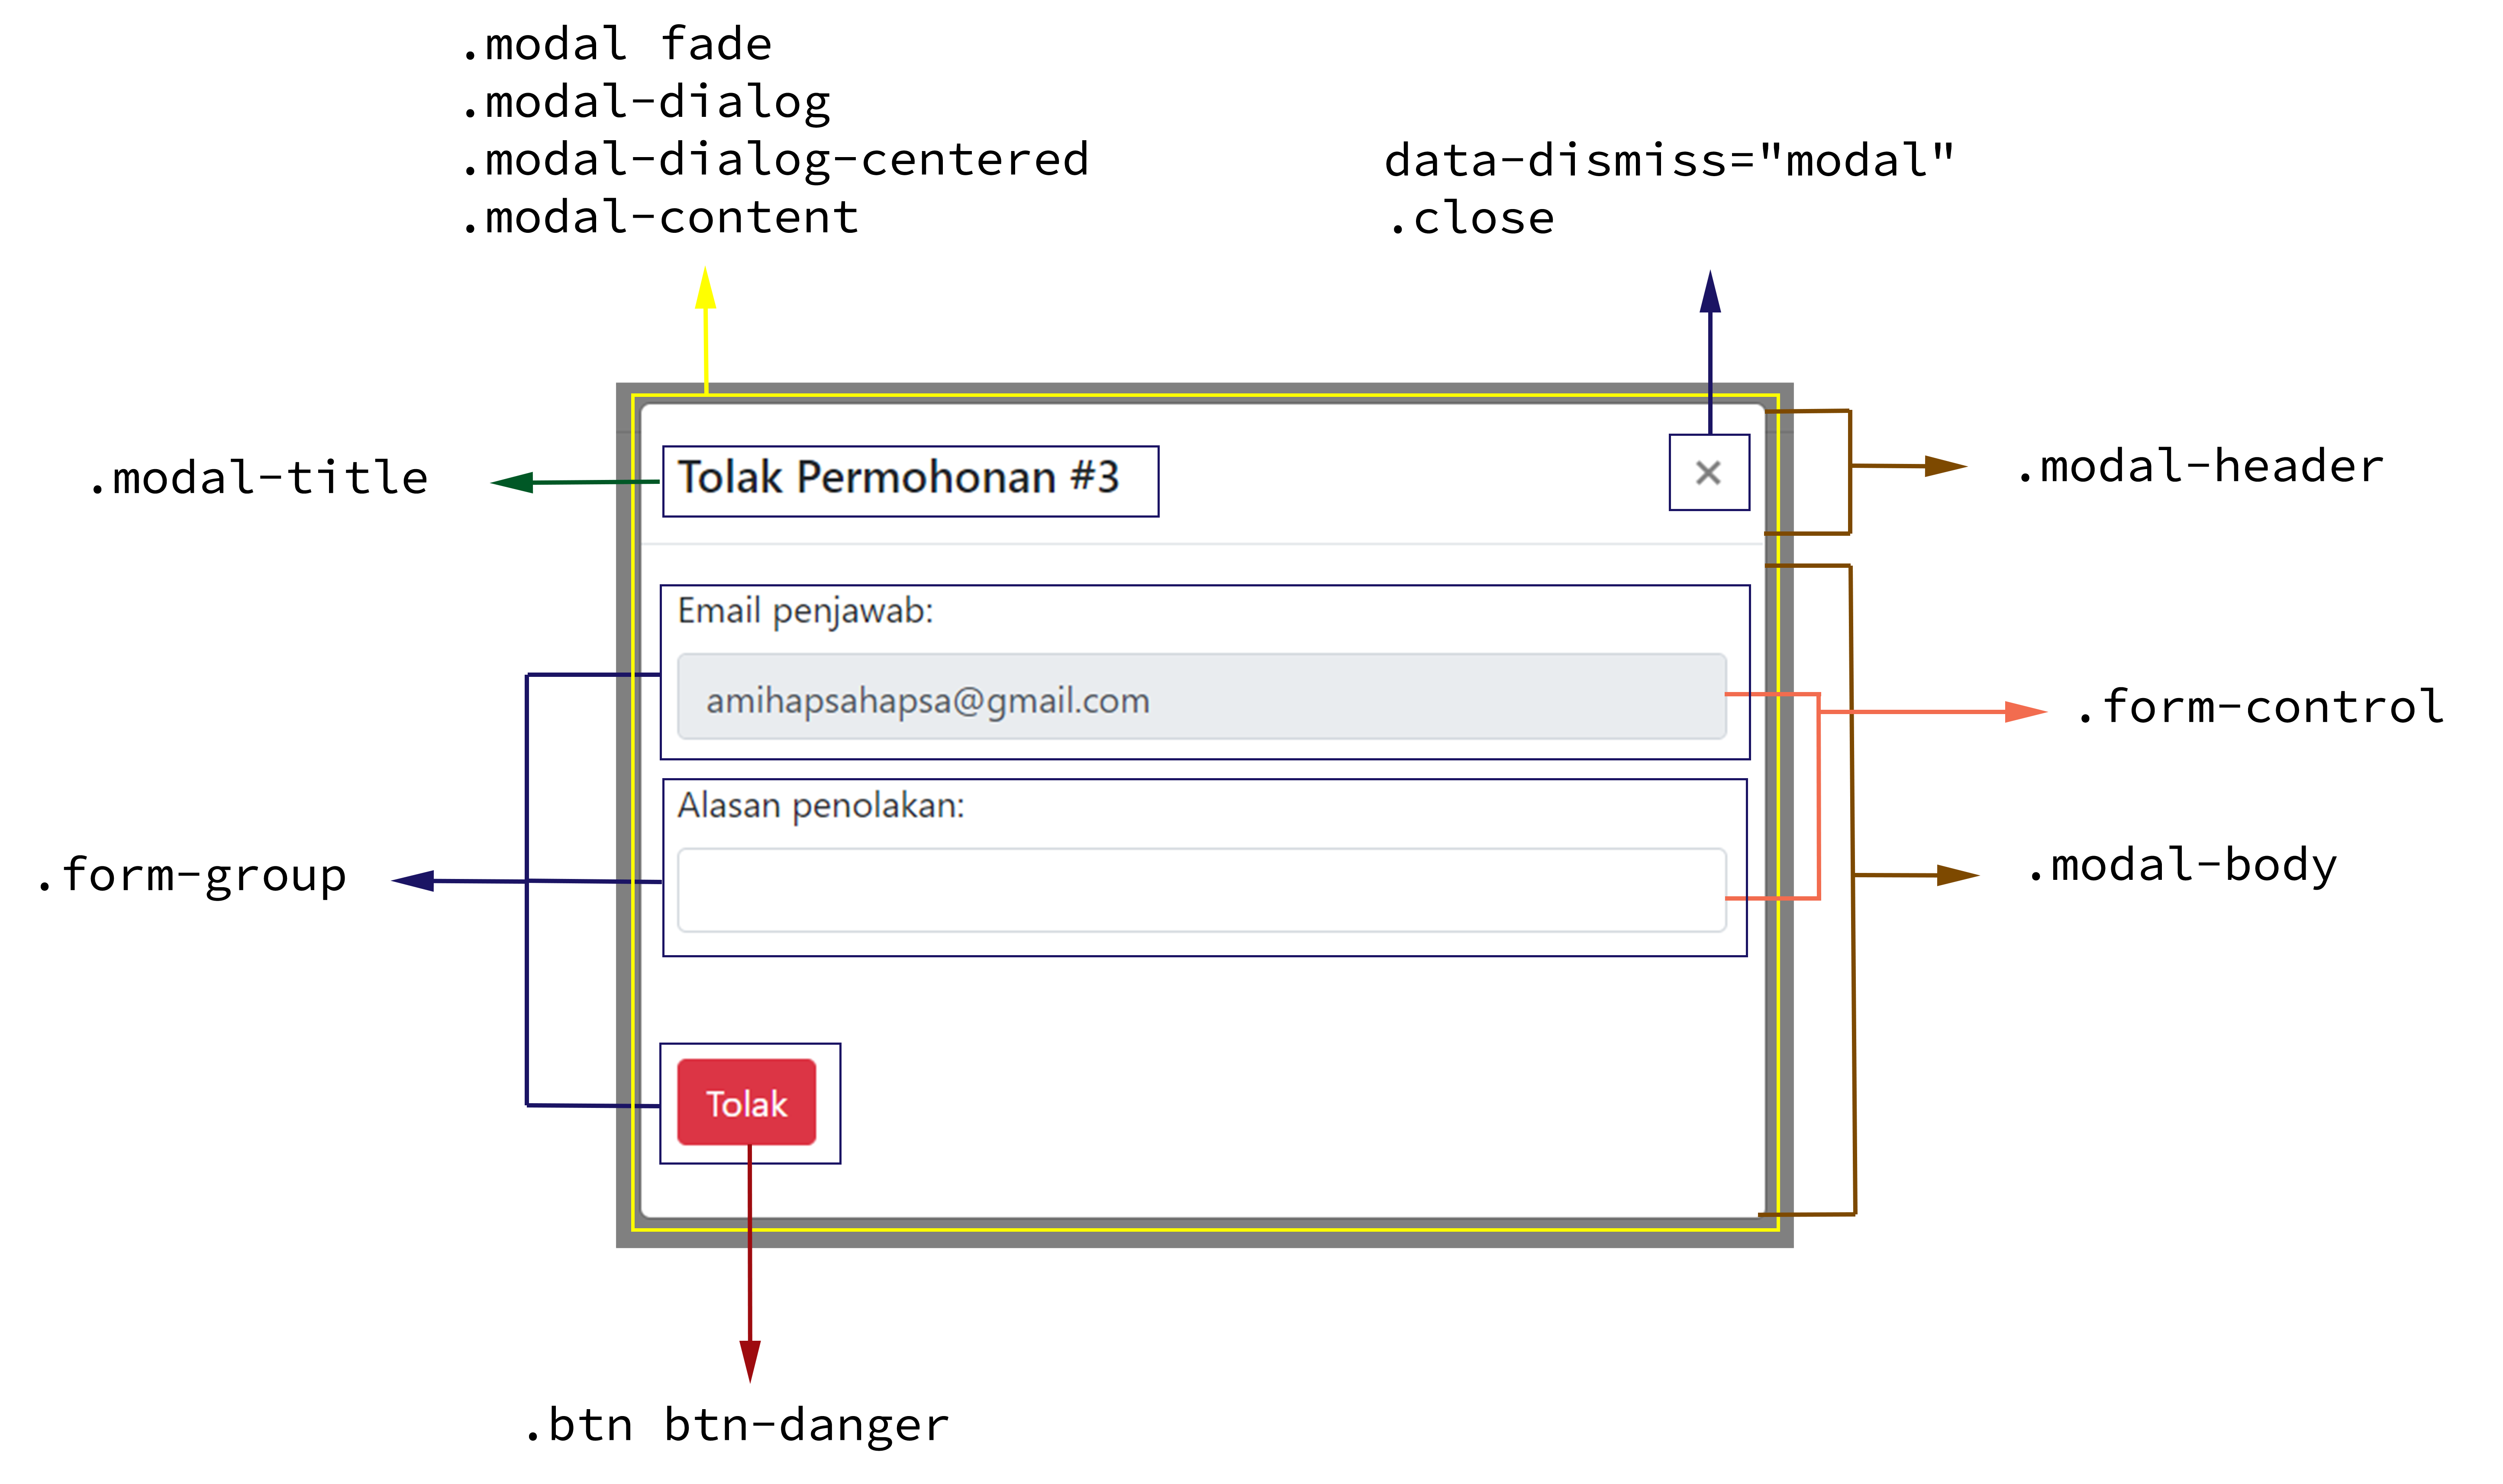 .modal fade
.modal-dialog
.modal-dialog-centered
.modal-content
data-dismiss="modal"
.close
.modal-title
Tolak Permohonan #3
×
.modal-header
Email penjawab:
amihapsahapsa@gmail.com
.form-control
Alasan penolakan:
.form-group
.modal-body
Tolak
.btn btn-danger